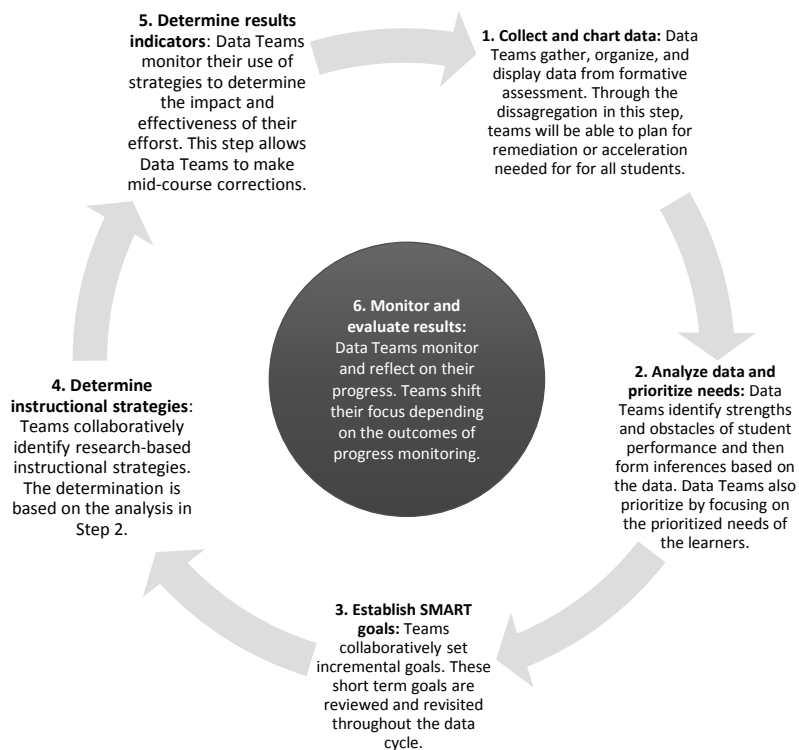 1. Collect and chart data: Data
Teams gather, organize, and
display data from formative
assessment. Through the
dissagregation in this step,
teams will be able to plan for
remediation or acceleration
needed for for all students.
2. Analyze data and
prioritize needs: Data
Teams identify strengths
and obstacles of student
performance and then
form inferences based on
the data. Data Teams also
prioritize by focusing on
the prioritized needs of
the learners.
3. Establish SMART
goals: Teams
collaboratively set
incremental goals. These
short term goals are
reviewed and revisited
throughout the data
cycle.
4. Determine
instructional strategies:
Teams collaboratively
identify research-based
instructional strategies.
The determination is
based on the analysis in
Step 2.
5. Determine results
indicators: Data Teams
monitor their use of
strategies to determine
the impact and
effectiveness of their
efforst. This step allows
Data Teams to make
mid-course corrections.
6. Monitor and
evaluate results:
Data Teams monitor
and reflect on their
progress. Teams shift
their focus depending
on the outcomes of
progress monitoring.